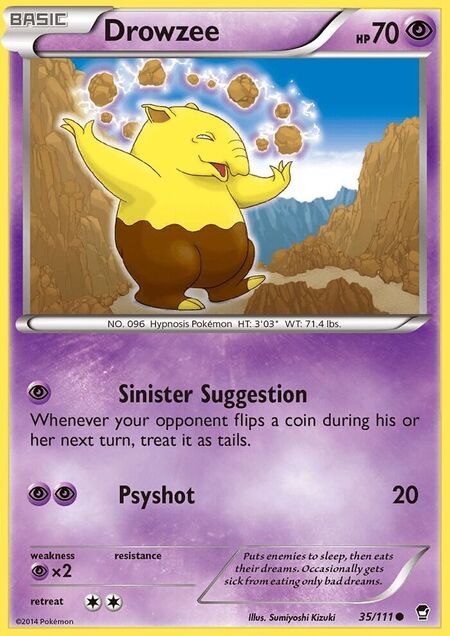 BASIC
Drowzee
HP70
NO. 096 Hypnosis Pokémon HT: 3'03" WT: 71.4 lbs.
Sinister Suggestion
Whenever your opponent flips a coin during his or
her next turn, treat it as tails.
Psyshot 20
weakness resistance
×2
retreat
Puts enemies to sleep, then eats
their dreams. Occasionally gets
sick from eating only bad dreams.
©2014 Pokémon
Illus. Sumiyoshi Kizuki
35/111